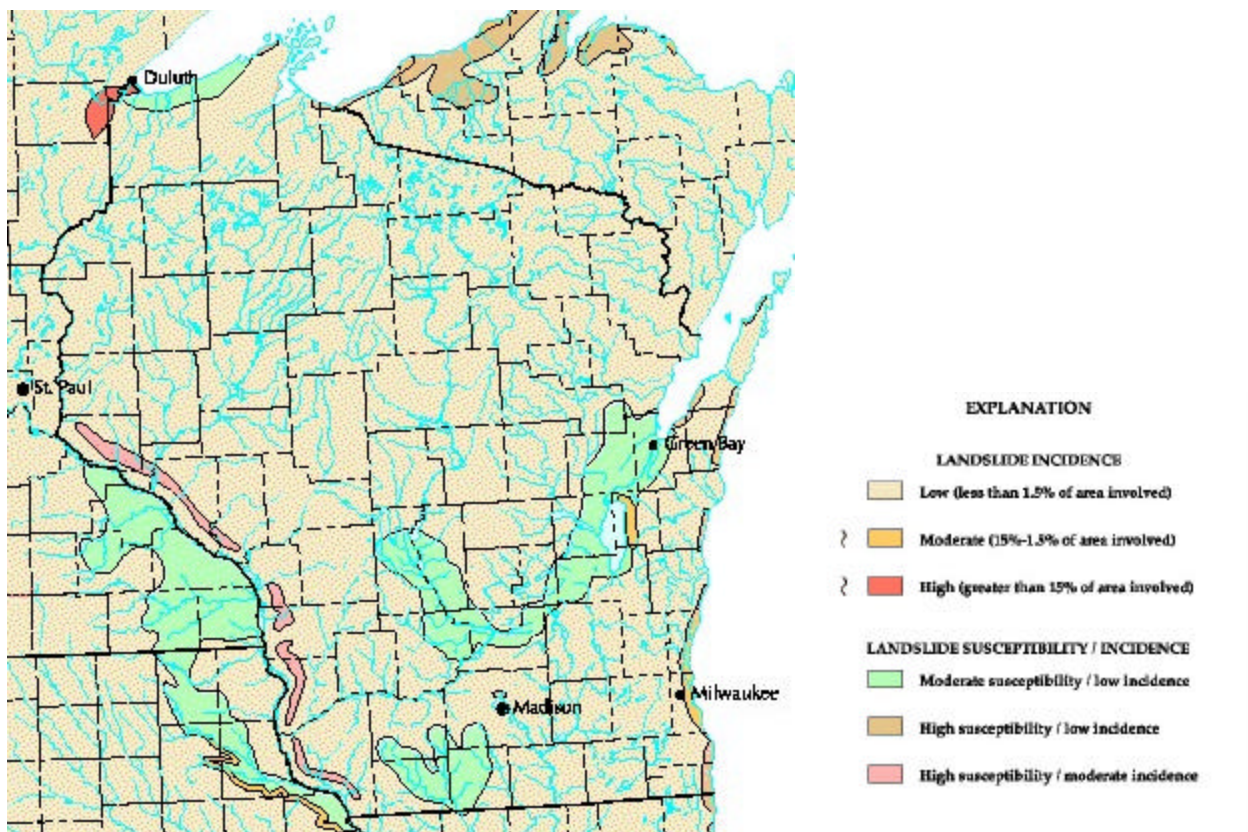 Duluth
St. Paul
Green Bay
Madison
Milwaukee
EXPLANATION
LANDSLIDE INCIDENCE
Low (less than 1.5% of area involved)
Moderate (15%-1.5% of area involved)
High (greater than 15% of area involved)
LANDSLIDE SUSCEPTIBILITY / INCIDENCE
Moderate susceptibility / low incidence
High susceptibility / low incidence
High susceptibility / moderate incidence